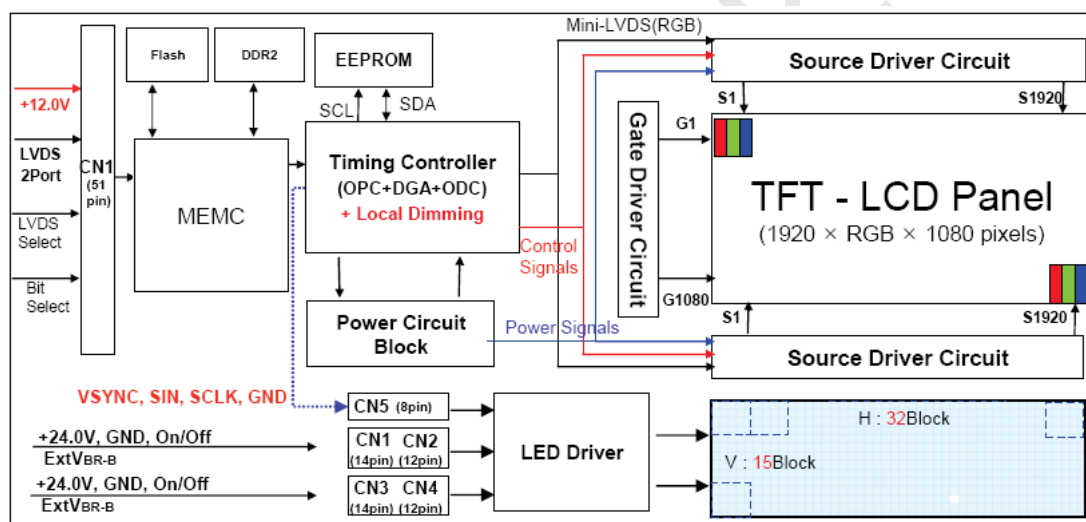 Mini-LVDS(RGB)
Flash
DDR2
EEPROM
Source Driver Circuit
SCL
SDA
S1
S1920
+12.0V
LVDS
2Port
CN1
(51
pin)
LVDS
Select
Bit
Select
MEMC
Timing Controller
(OPC+DGA+ODC)
+ Local Dimming
Gate Driver Circuit
G1
G1080
TFT - LCD Panel
(1920 × RGB × 1080 pixels)
Control
Signals
Power Circuit
Block
Power Signals
S1
S1920
Source Driver Circuit
VSYNC, SIN, SCLK, GND
CN5 (8pin)
+24.0V, GND, On/Off
ExtVBR-B
CN1 CN2
(14pin) (12pin)
+24.0V, GND, On/Off
ExtVBR-B
CN3 CN4
(14pin) (12pin)
LED Driver
H : 32Block
V : 15Block